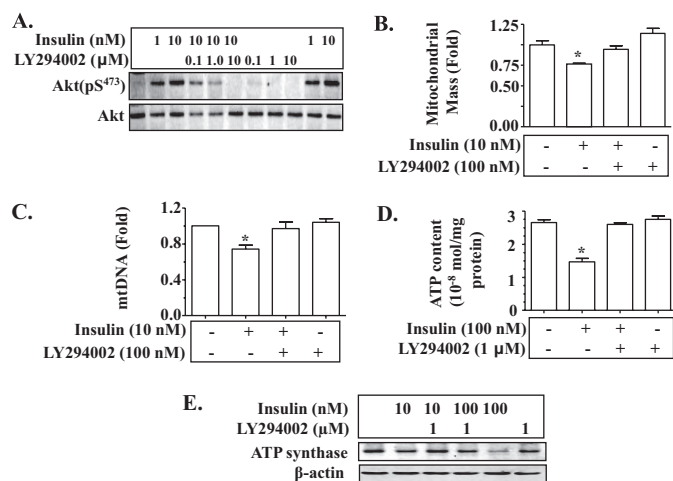 A.
Insulin (nM) 1 10 10 10 10 1 10
LY294002 (μM) 0.1 1.0 10 0.1 1 10
Akt(pS473)
Akt
B.
Mitochondrial
Mass (Fold)
1.25
0.75
0.50
0.00
*
Insulin (10 nM) - + + -
LY294002 (100 nM) - - + +
C.
mtDNA (Fold)
1.2
0.8
0.4
0.0
*
Insulin (10 nM) - + + -
LY294002 (100 nM) - - + +
D.
ATP content
(10-8 mol/mg
protein)
3
2
1
0
*
Insulin (100 nM) - + + -
LY294002 (1 μM) - - + +
E.
Insulin (nM) 10 10 100 100
LY294002 (μM) 1 1 1
ATP synthase
β-actin